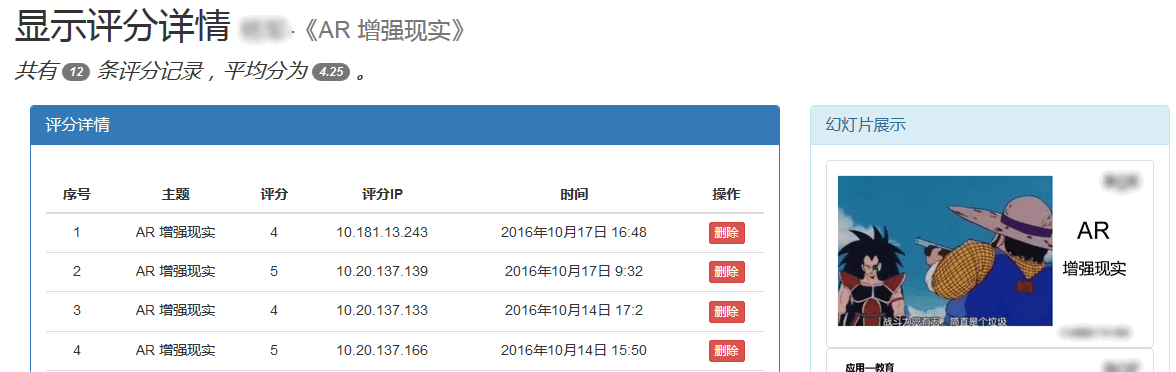 显示评分详情 -《AR 增强现实》
共有 12 条评分记录，平均分为 4.25 。
评分详情
序号 主题 评分 评分IP 时间 操作
1 AR 增强现实 4 10.181.13.243 2016年10月17日 16:48 删除
2 AR 增强现实 5 10.20.137.139 2016年10月17日 9:32 删除
3 AR 增强现实 4 10.20.137.133 2016年10月14日 17:2 删除
4 AR 增强现实 5 10.20.137.166 2016年10月14日 15:50 删除
幻灯片展示
AR
增强现实
战斗力只有5，简直是个垃圾
应用—教育